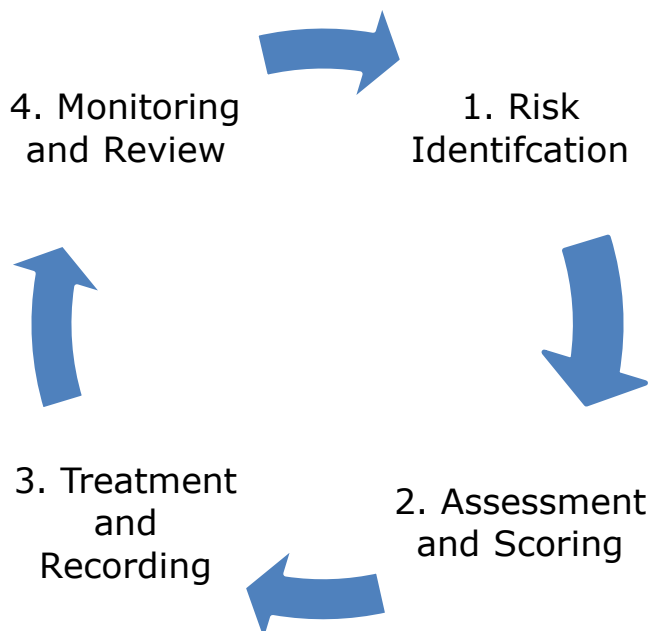 1. Risk
Identifcation
2. Assessment
and Scoring
3. Treatment
and
Recording
4. Monitoring
and Review